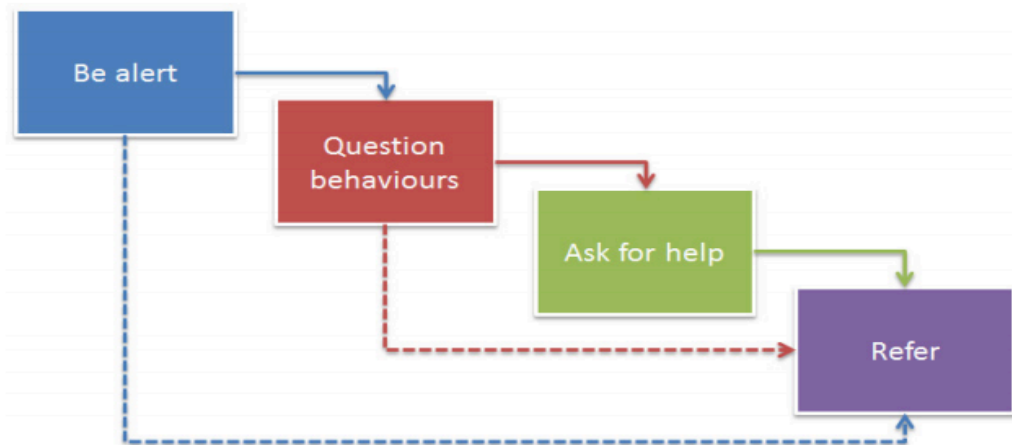 Be alert
Question
behaviours
Ask for help
Refer